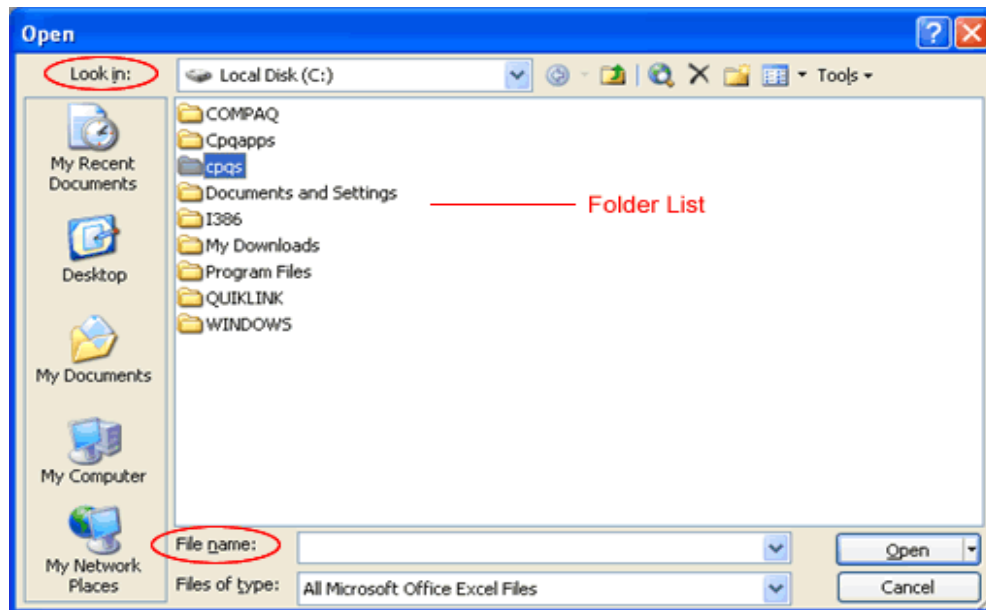 Open
Look in:
Local Disk (C:)
Tools
My Recent
Documents
Desktop
My Documents
My Computer
My Network
Places
COMPAQ
Cpqapps
cpqs
Documents and Settings
I386
My Downloads
Program Files
QUIKLINK
WINDOWS
Folder List
File name:
Open
Files of type:
All Microsoft Office Excel Files
Cancel